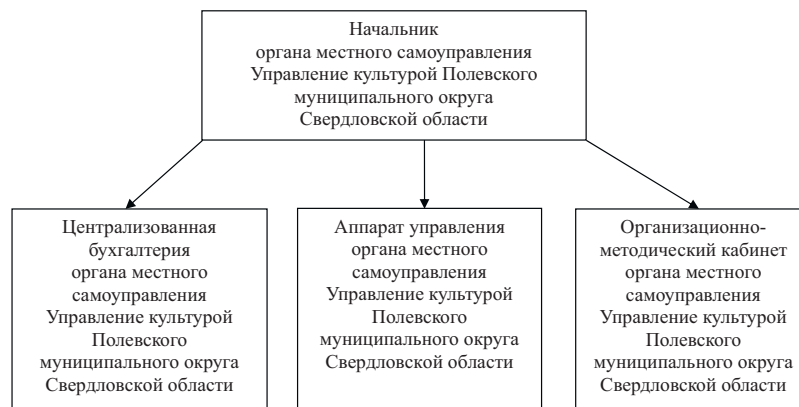 Начальник
органа местного самоуправления
Управление культурой Полевского
муниципального округа
Свердловской области
Централизованная
бухгалтерия
органа местного
самоуправления
Управление культурой
Полевского
муниципального округа
Свердловской области
Аппарат управления
органа местного
самоуправления
Управление культурой
Полевского
муниципального округа
Свердловской области
Организационно-
методический кабинет
органа местного
самоуправления
Управление культурой
Полевского
муниципального округа
Свердловской области